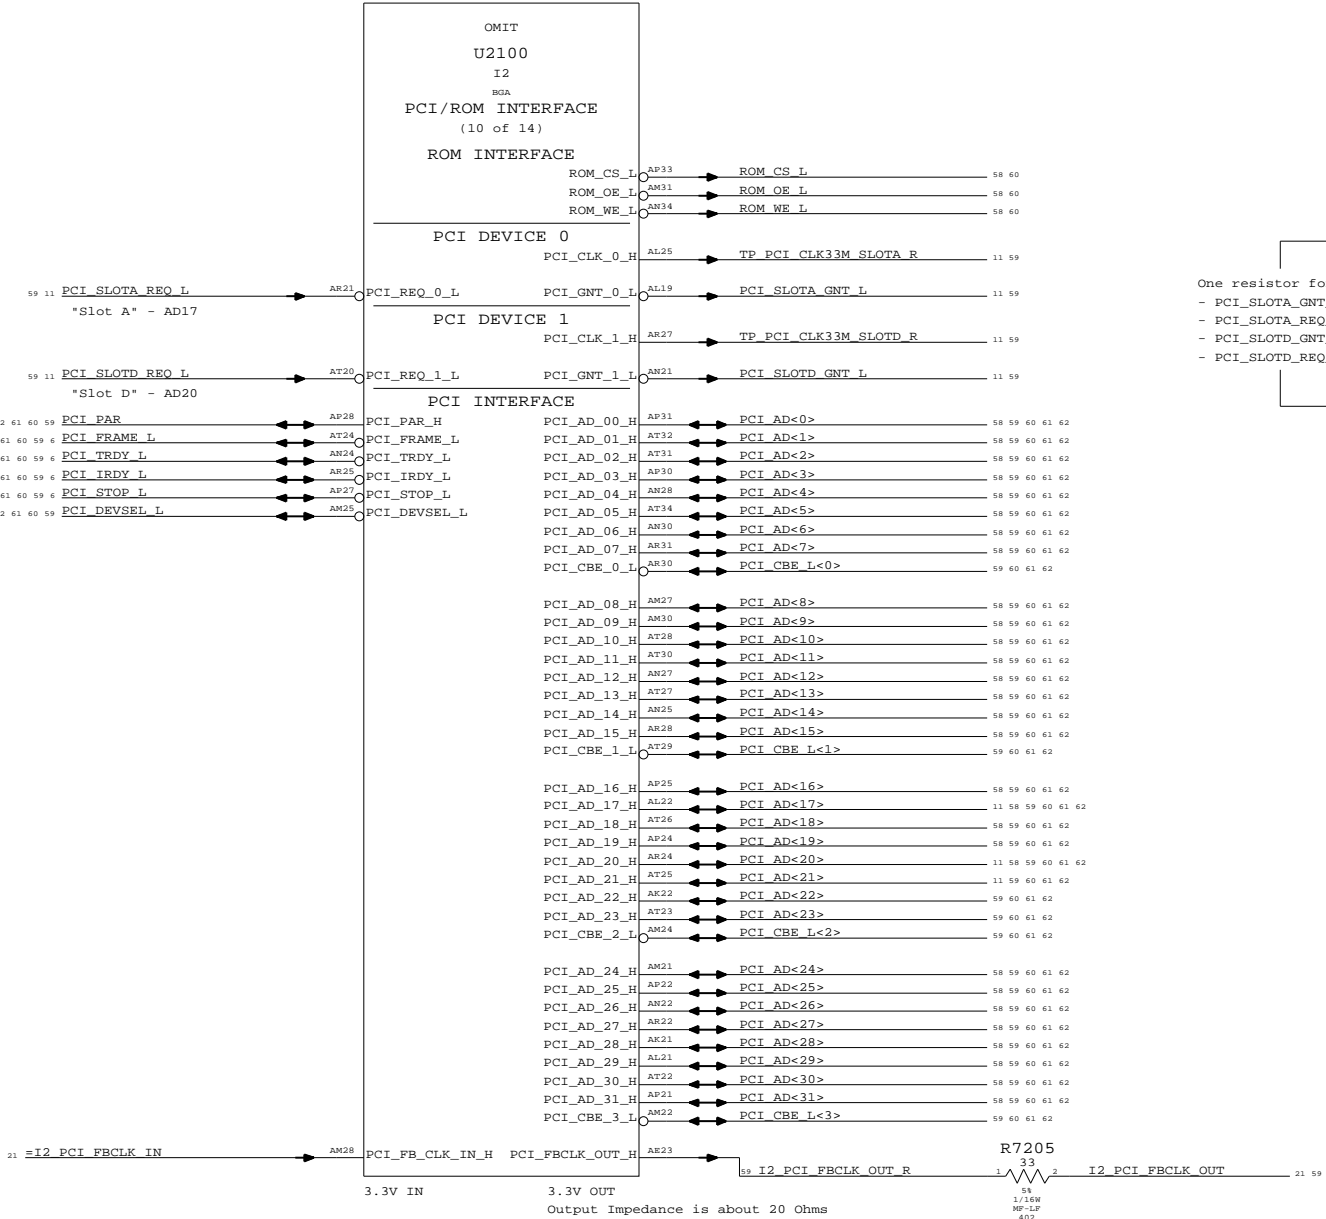 OMIT
U2100
I2
BGA
PCI/ROM INTERFACE
(10 of 14)
ROM INTERFACE
ROM_CS_L AP33 ROM_CS_L 58 60
ROM_OE_L AM31 ROM_OE_L 58 60
ROM_WE_L AN34 ROM_WE_L 58 60
PCI DEVICE 0
PCI_CLK_0_H AL25 TP_PCI_CLK33M_SLOTA_R 11 59
59 11 PCI_SLOTA_REQ_L AR21 PCI_REQ_0_L PCI_GNT_0_L AL19 PCI_SLOTA_GNT_L 11 59
"Slot A" - AD17
PCI DEVICE 1
PCI_CLK_1_H AR27 TP_PCI_CLK33M_SLOTD_R 11 59
59 11 PCI_SLOTD_REQ_L AT20 PCI_REQ_1_L PCI_GNT_1_L AN21 PCI_SLOTD_GNT_L 11 59
"Slot D" - AD20
One resistor fo
- PCI_SLOTA_GNT_
- PCI_SLOTA_REQ_
- PCI_SLOTD_GNT_
- PCI_SLOTD_REQ_
PCI INTERFACE
2 61 60 59 PCI_PAR AP28 PCI_PAR_H PCI_AD_00_H AP31 PCI_AD<0> 58 59 60 61 62
61 60 59 6 PCI_FRAME_L AT24 PCI_FRAME_L PCI_AD_01_H AT32 PCI_AD<1> 58 59 60 61 62
61 60 59 6 PCI_TRDY_L AN24 PCI_TRDY_L PCI_AD_02_H AT31 PCI_AD<2> 58 59 60 61 62
61 60 59 6 PCI_IRDY_L AR25 PCI_IRDY_L PCI_AD_03_H AP30 PCI_AD<3> 58 59 60 61 62
61 60 59 6 PCI_STOP_L AP27 PCI_STOP_L PCI_AD_04_H AN28 PCI_AD<4> 58 59 60 61 62
2 61 60 59 PCI_DEVSEL_L AM25 PCI_DEVSEL_L PCI_AD_05_H AT34 PCI_AD<5> 58 59 60 61 62
PCI_AD_06_H AN30 PCI_AD<6> 58 59 60 61 62
PCI_AD_07_H AR31 PCI_AD<7> 58 59 60 61 62
PCI_CBE_0_L AR30 PCI_CBE_L<0> 59 60 61 62
PCI_AD_08_H AM27 PCI_AD<8> 58 59 60 61 62
PCI_AD_09_H AM30 PCI_AD<9> 58 59 60 61 62
PCI_AD_10_H AT28 PCI_AD<10> 58 59 60 61 62
PCI_AD_11_H AT30 PCI_AD<11> 58 59 60 61 62
PCI_AD_12_H AN27 PCI_AD<12> 58 59 60 61 62
PCI_AD_13_H AT27 PCI_AD<13> 58 59 60 61 62
PCI_AD_14_H AN25 PCI_AD<14> 58 59 60 61 62
PCI_AD_15_H AR28 PCI_AD<15> 58 59 60 61 62
PCI_CBE_1_L AT29 PCI_CBE_L<1> 59 60 61 62
PCI_AD_16_H AP25 PCI_AD<16> 58 59 60 61 62
PCI_AD_17_H AL22 PCI_AD<17> 11 58 59 60 61 62
PCI_AD_18_H AT26 PCI_AD<18> 58 59 60 61 62
PCI_AD_19_H AP24 PCI_AD<19> 58 59 60 61 62
PCI_AD_20_H AR24 PCI_AD<20> 11 58 59 60 61 62
PCI_AD_21_H AT25 PCI_AD<21> 11 59 60 61 62
PCI_AD_22_H AK22 PCI_AD<22> 59 60 61 62
PCI_AD_23_H AT23 PCI_AD<23> 59 60 61 62
PCI_CBE_2_L AM24 PCI_CBE_L<2> 59 60 61 62
PCI_AD_24_H AM21 PCI_AD<24> 58 59 60 61 62
PCI_AD_25_H AP22 PCI_AD<25> 58 59 60 61 62
PCI_AD_26_H AN22 PCI_AD<26> 58 59 60 61 62
PCI_AD_27_H AR22 PCI_AD<27> 58 59 60 61 62
PCI_AD_28_H AK21 PCI_AD<28> 58 59 60 61 62
PCI_AD_29_H AL21 PCI_AD<29> 58 59 60 61 62
PCI_AD_30_H AT22 PCI_AD<30> 58 59 60 61 62
PCI_AD_31_H AP21 PCI_AD<31> 58 59 60 61 62
PCI_CBE_3_L AM22 PCI_CBE_L<3> 59 60 61 62
21 =I2_PCI_FBCLK_IN AM28 PCI_FB_CLK_IN_H PCI_FBCLK_OUT_H AE23
R7205
33
59 I2_PCI_FBCLK_OUT_R 1 2 I2_PCI_FBCLK_OUT 21 59
5%
1/16W
MF-LF
402
3.3V IN 3.3V OUT
Output Impedance is about 20 Ohms